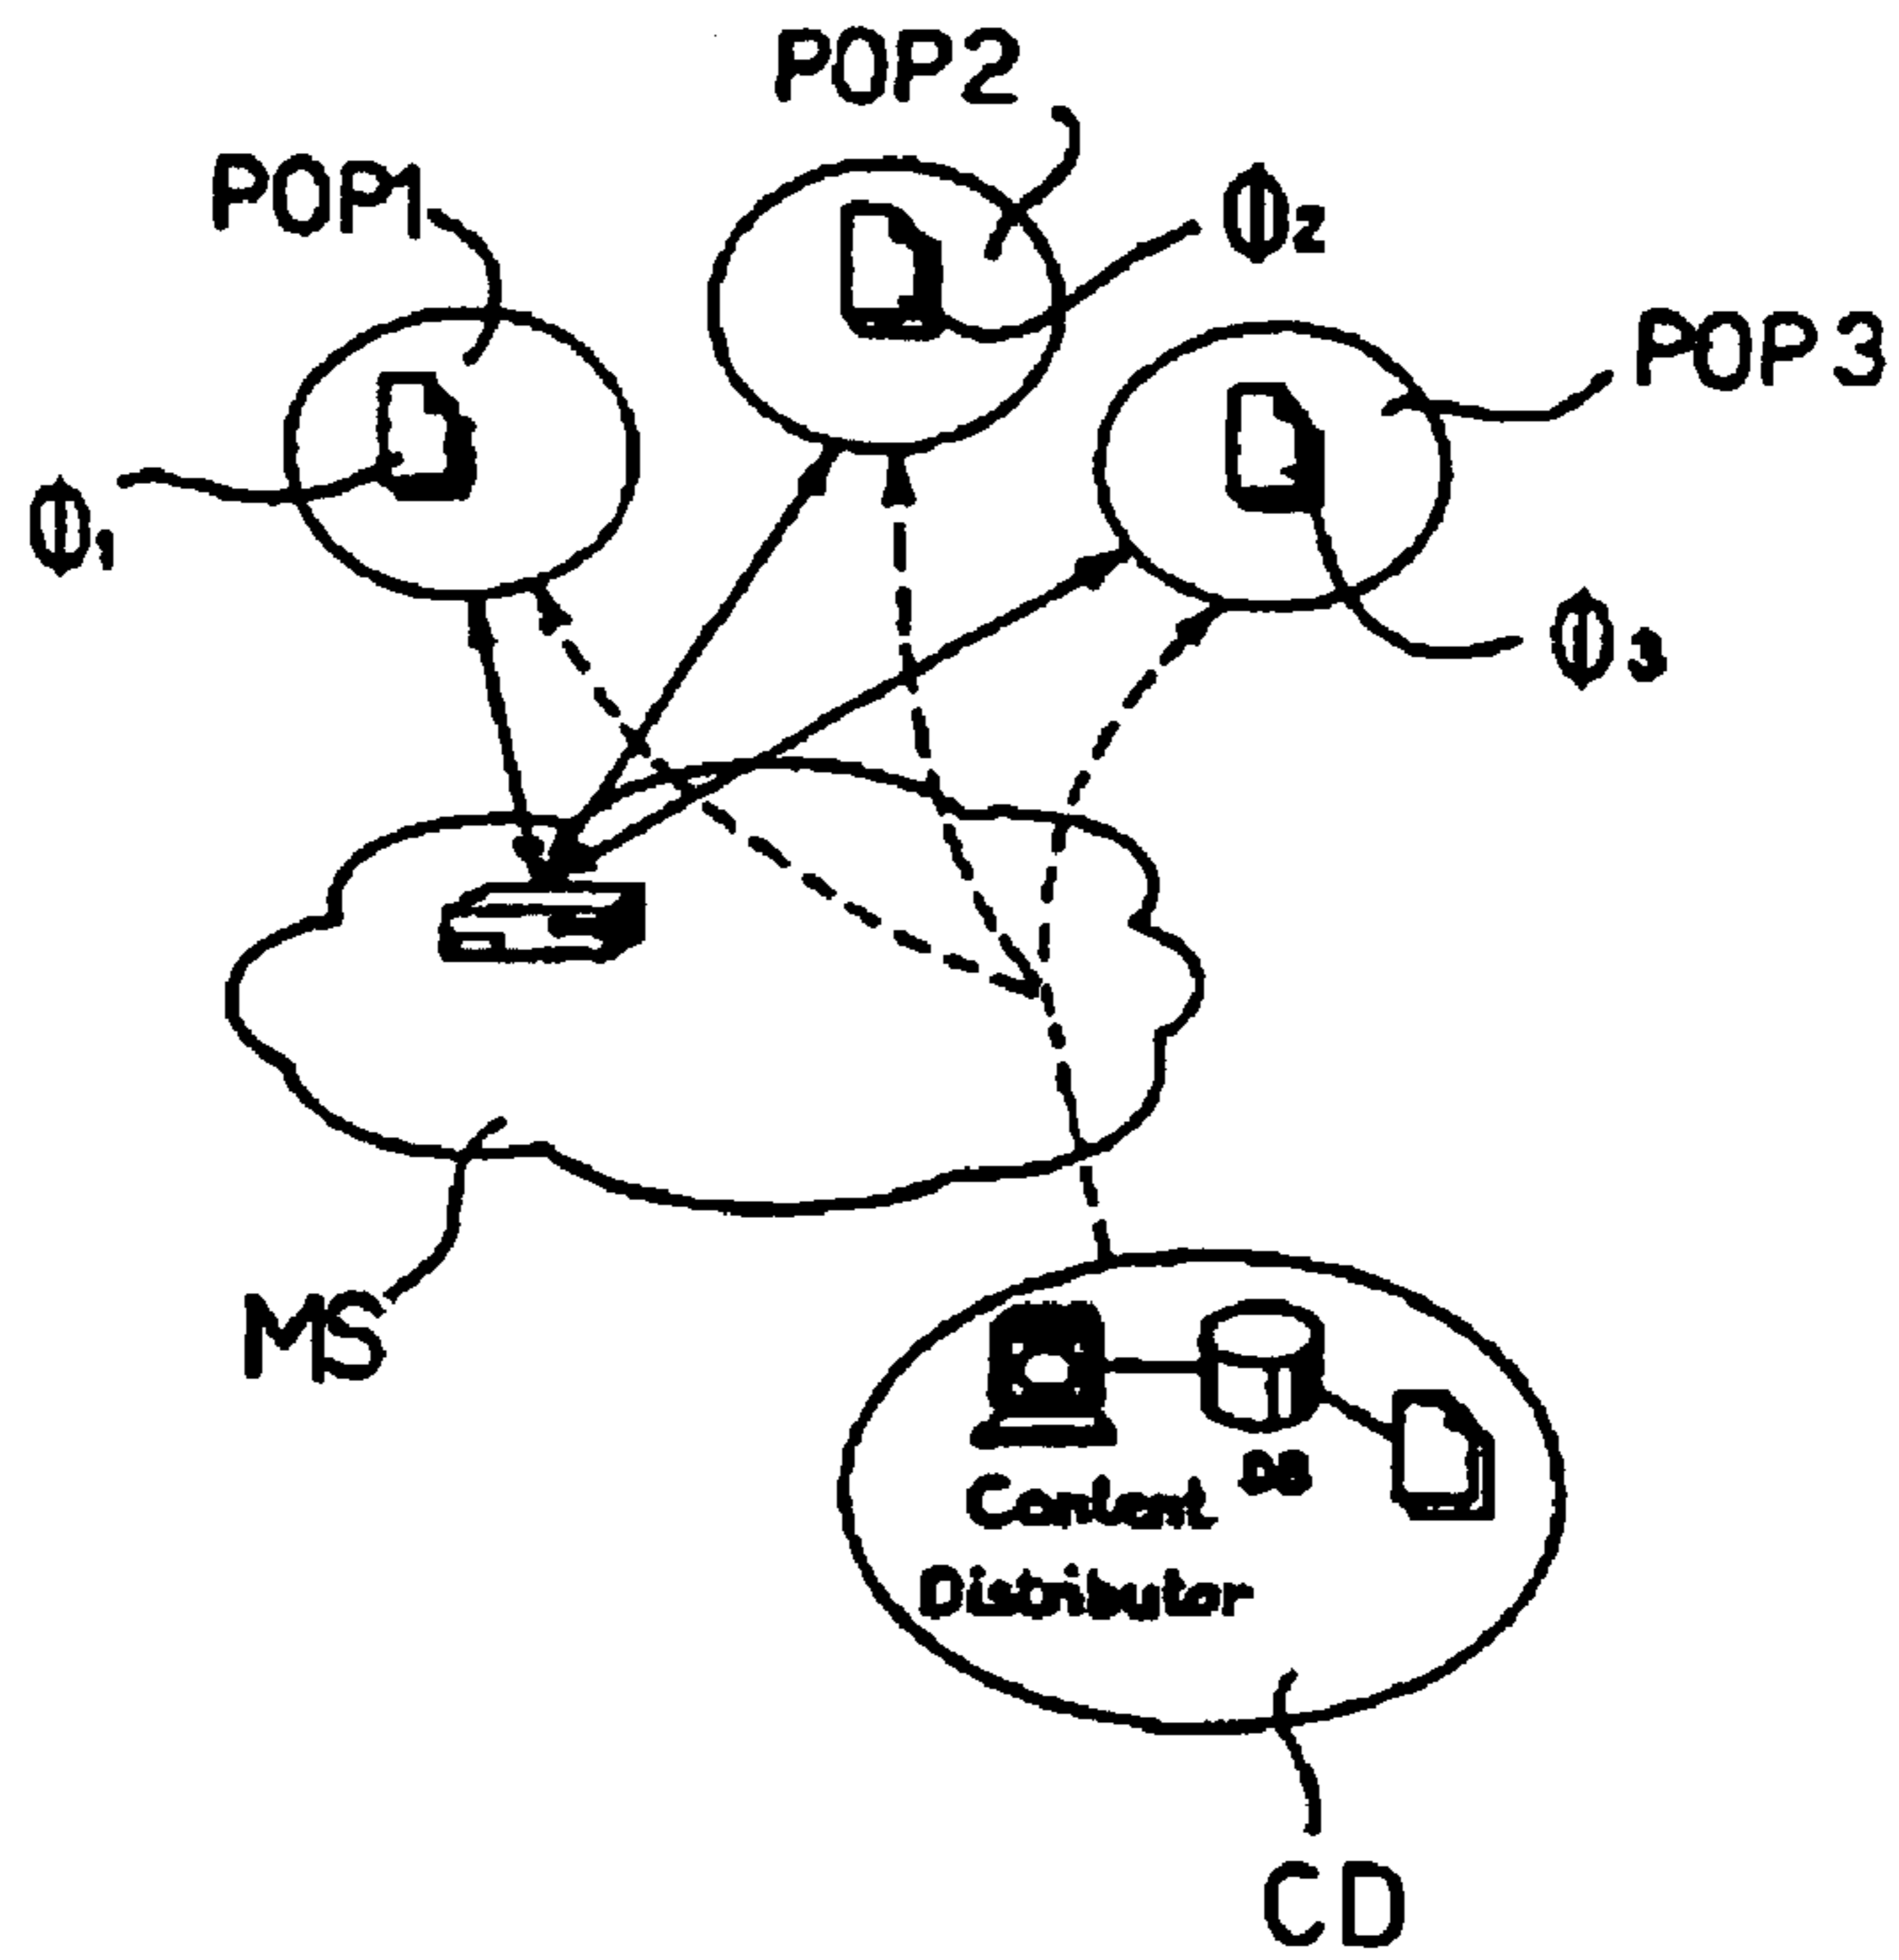 POP2
POP1
Φ2
POP3
Φ1
Φ3
MS
DB
Content
Distributor
CD